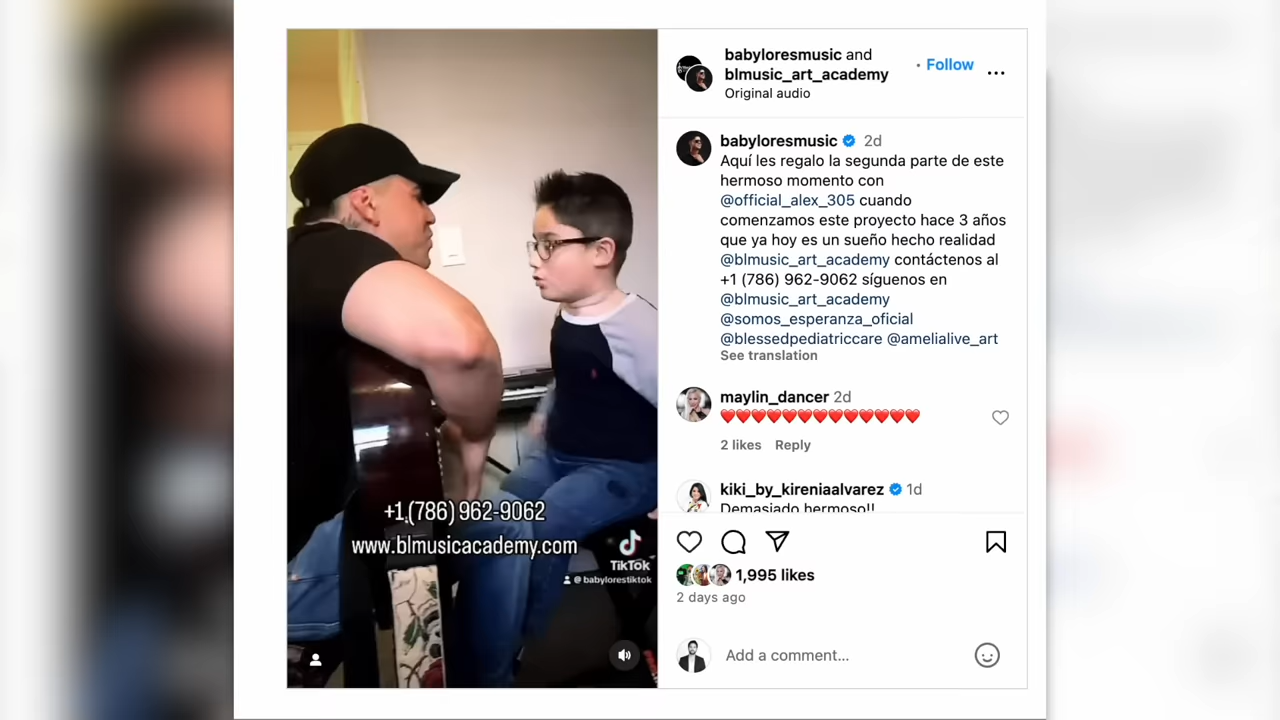 +1 (786) 962-9062
www.blmusicacademy.com
TikTok
@babylorestiktok
babyloresmusic and
blmusic_art_academy
Original audio
• Follow
babyloresmusic 2d
Aquí les regalo la segunda parte de este
hermoso momento con
@official_alex_305 cuando
comenzamos este proyecto hace 3 años
que ya hoy es un sueño hecho realidad
@blmusic_art_academy contáctenos al
+1 (786) 962-9062 síguenos en
@blmusic_art_academy
@somos_esperanza_oficial
@blessedpediatriccare @amelialive_art
See translation
maylin_dancer 2d
❤️❤️❤️❤️❤️❤️❤️❤️❤️❤️❤️❤️❤️
2 likes Reply
kiki_by_kireniaalvarez 1d
Demasiado hermoso!!
1,995 likes
2 days ago
Add a comment...